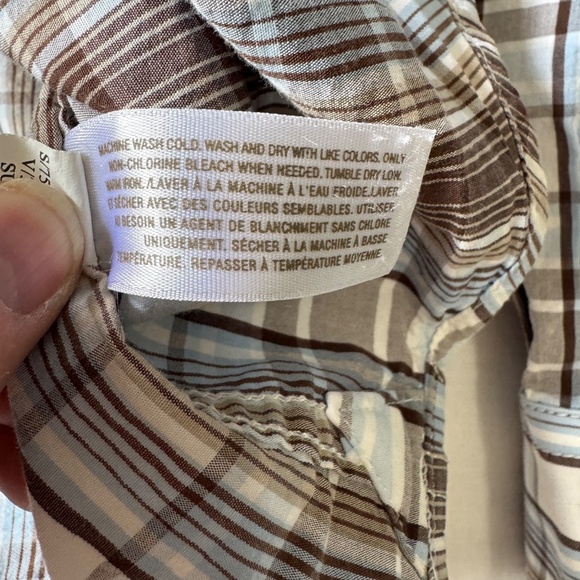 MACHINE WASH COLD. WASH AND DRY WITH LIKE COLORS. ONLY
NON-CHLORINE BLEACH WHEN NEEDED. TUMBLE DRY LOW.
WARM IRON./LAVER À LA MACHINE À L'EAU FROIDE.LAVER
ET SÉCHER AVEC DES COULEURS SEMBLABLES. UTILISER
AU BESOIN UN AGENT DE BLANCHIMENT SANS CHLORE
UNIQUEMENT. SÉCHER À LA MACHINE À BASSE
TEMPÉRATURE. REPASSER À TEMPÉRATURE MOYENNE.